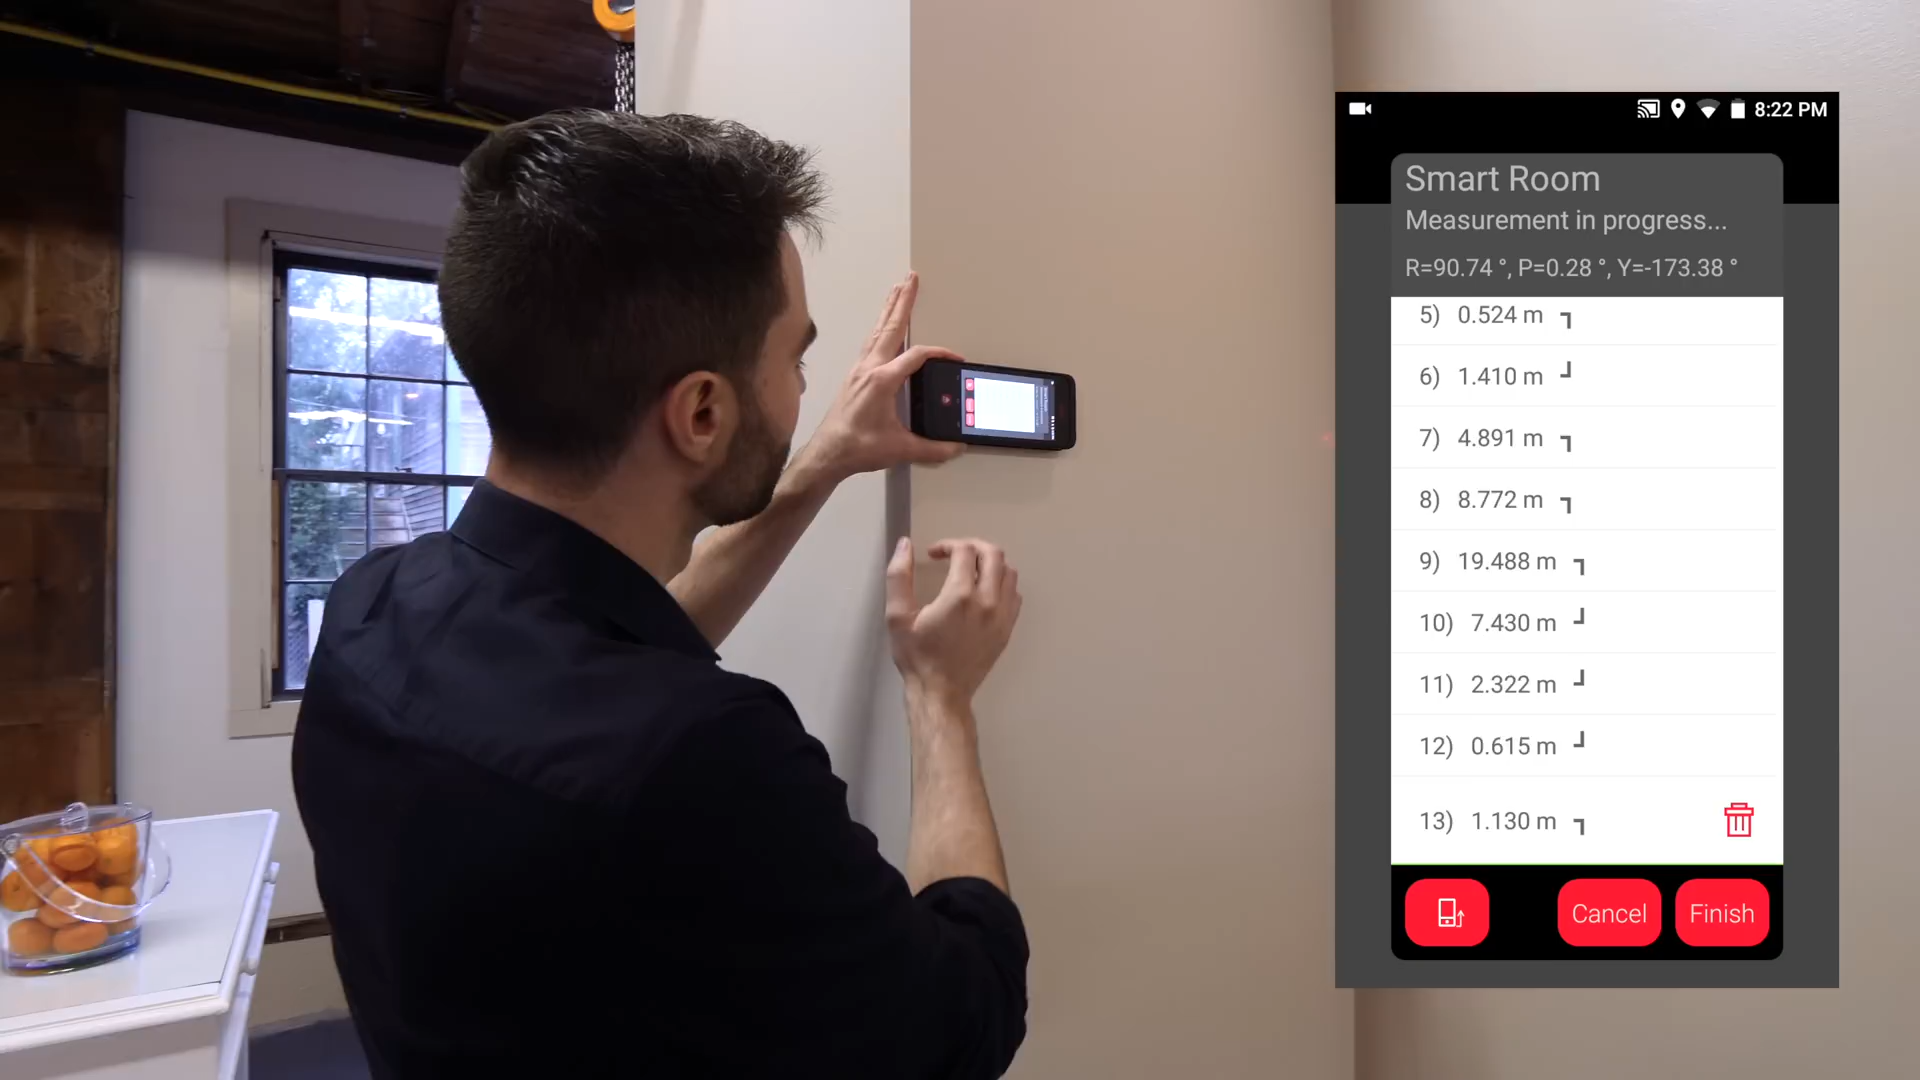 8:22 PM
Smart Room
Measurement in progress...
R=90.74 °, P=0.28 °, Y=-173.38 °
5) 0.524 m
6) 1.410 m
7) 4.891 m
8) 8.772 m
9) 19.488 m
10) 7.430 m
11) 2.322 m
12) 0.615 m
13) 1.130 m
Cancel
Finish